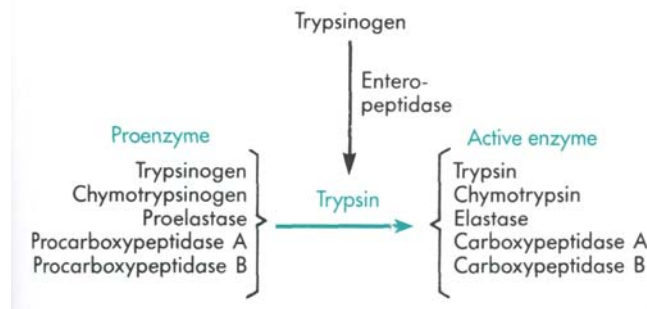 Trypsinogen
Entero-
peptidase
Proenzyme
Trypsinogen
Chymotrypsinogen
Proelastase
Procarboxypeptidase A
Procarboxypeptidase B
Trypsin
Active enzyme
Trypsin
Chymotrypsin
Elastase
Carboxypeptidase A
Carboxypeptidase B